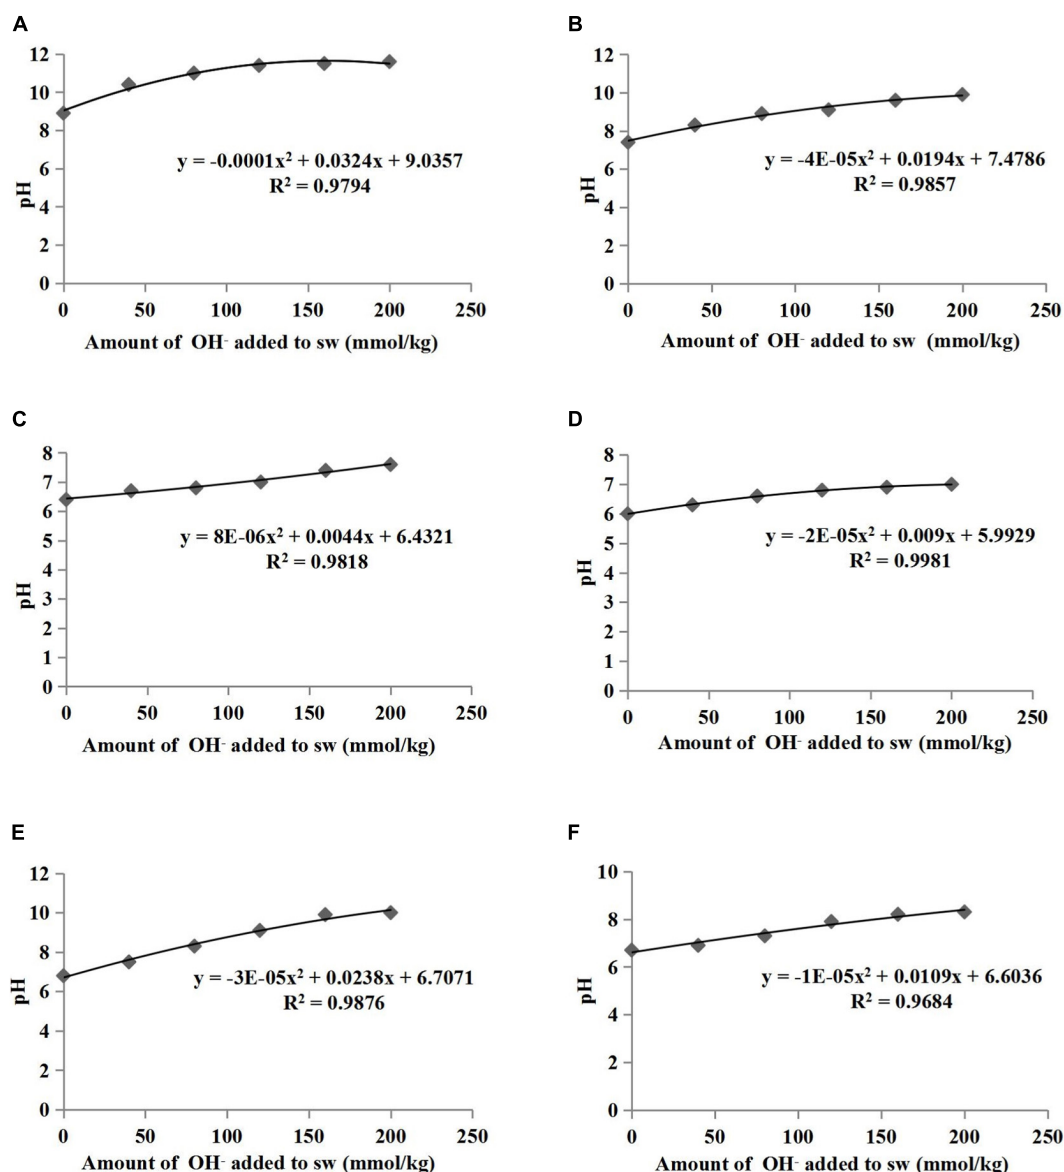 A
12
10
8
6
4
2
0
pH
y = -0.0001x² + 0.0324x + 9.0357
R² = 0.9794
0 50 100 150 200 250
Amount of OH- added to sw (mmol/kg)
B
12
10
8
6
4
2
0
pH
y = -4E-05x² + 0.0194x + 7.4786
R² = 0.9857
0 50 100 150 200 250
Amount of OH- added to sw (mmol/kg)
C
8
7
6
5
4
3
2
1
0
pH
y = 8E-06x² + 0.0044x + 6.4321
R² = 0.9818
0 50 100 150 200 250
Amount of OH- added to sw (mmol/kg)
D
8
7
6
5
4
3
2
1
0
pH
y = -2E-05x² + 0.009x + 5.9929
R² = 0.9981
0 50 100 150 200 250
Amount of OH- added to sw (mmol/kg)
E
12
10
8
6
4
2
0
pH
y = -3E-05x² + 0.0238x + 6.7071
R² = 0.9876
0 50 100 150 200 250
Amount of OH- added to sw (mmol/kg)
F
10
8
6
4
2
0
pH
y = -1E-05x² + 0.0109x + 6.6036
R² = 0.9684
0 50 100 150 200 250
Amount of OH- added to sw (mmol/kg)